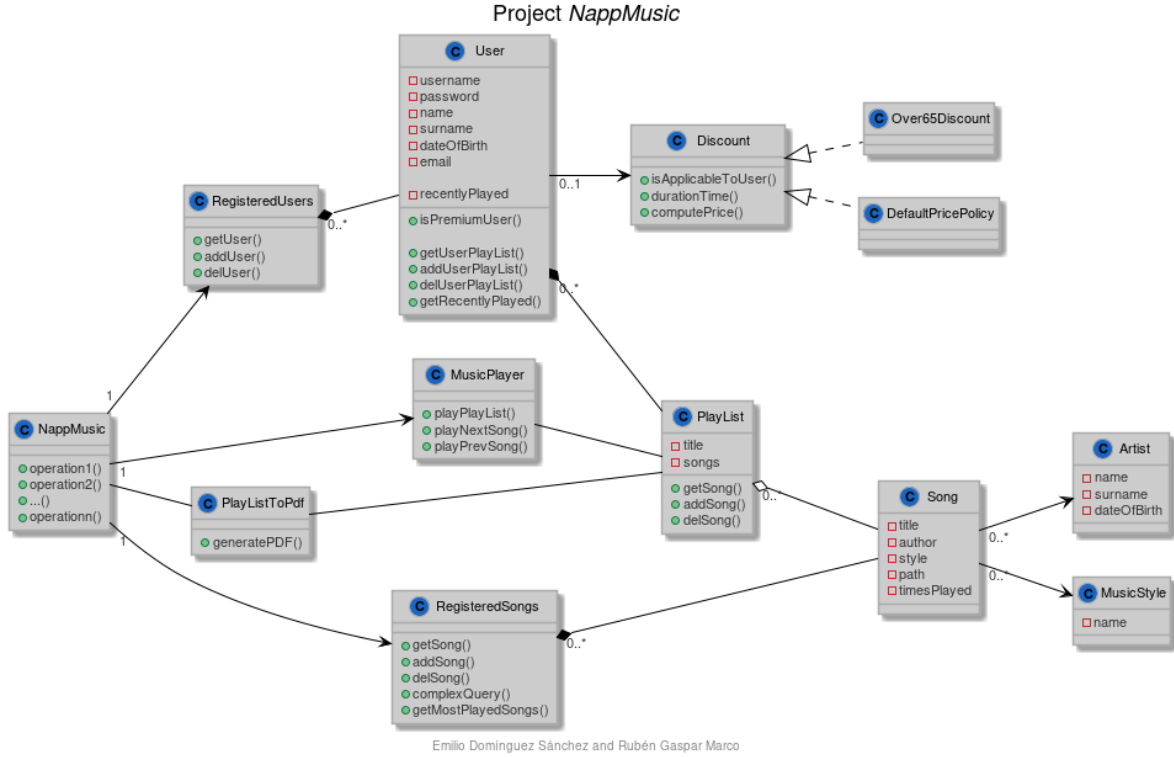 Project NappMusic
C User
username
password
name
surname
dateOfBirth
email
recentlyPlayed
isPremiumUser()
getUserPlayList()
addUserPlayList()
delUserPlayList()
getRecentlyPlayed()
0..1
0..*
C Discount
isApplicableToUser()
durationTime()
computePrice()
C Over65Discount
C DefaultPricePolicy
C RegisteredUsers
getUser()
addUser()
delUser()
0..*
C NappMusic
operation1()
operation2()
...()
operationn()
1
1
1
C MusicPlayer
playPlayList()
playNextSong()
playPrevSong()
C PlayListToPdf
generatePDF()
C PlayList
title
songs
getSong()
addSong()
delSong()
0..*
C Song
title
author
style
path
timesPlayed
0..*
0..*
C Artist
name
surname
dateOfBirth
C MusicStyle
name
C RegisteredSongs
getSong()
addSong()
delSong()
complexQuery()
getMostPlayedSongs()
0..*
Emilio Domínguez Sánchez and Rubén Gaspar Marco